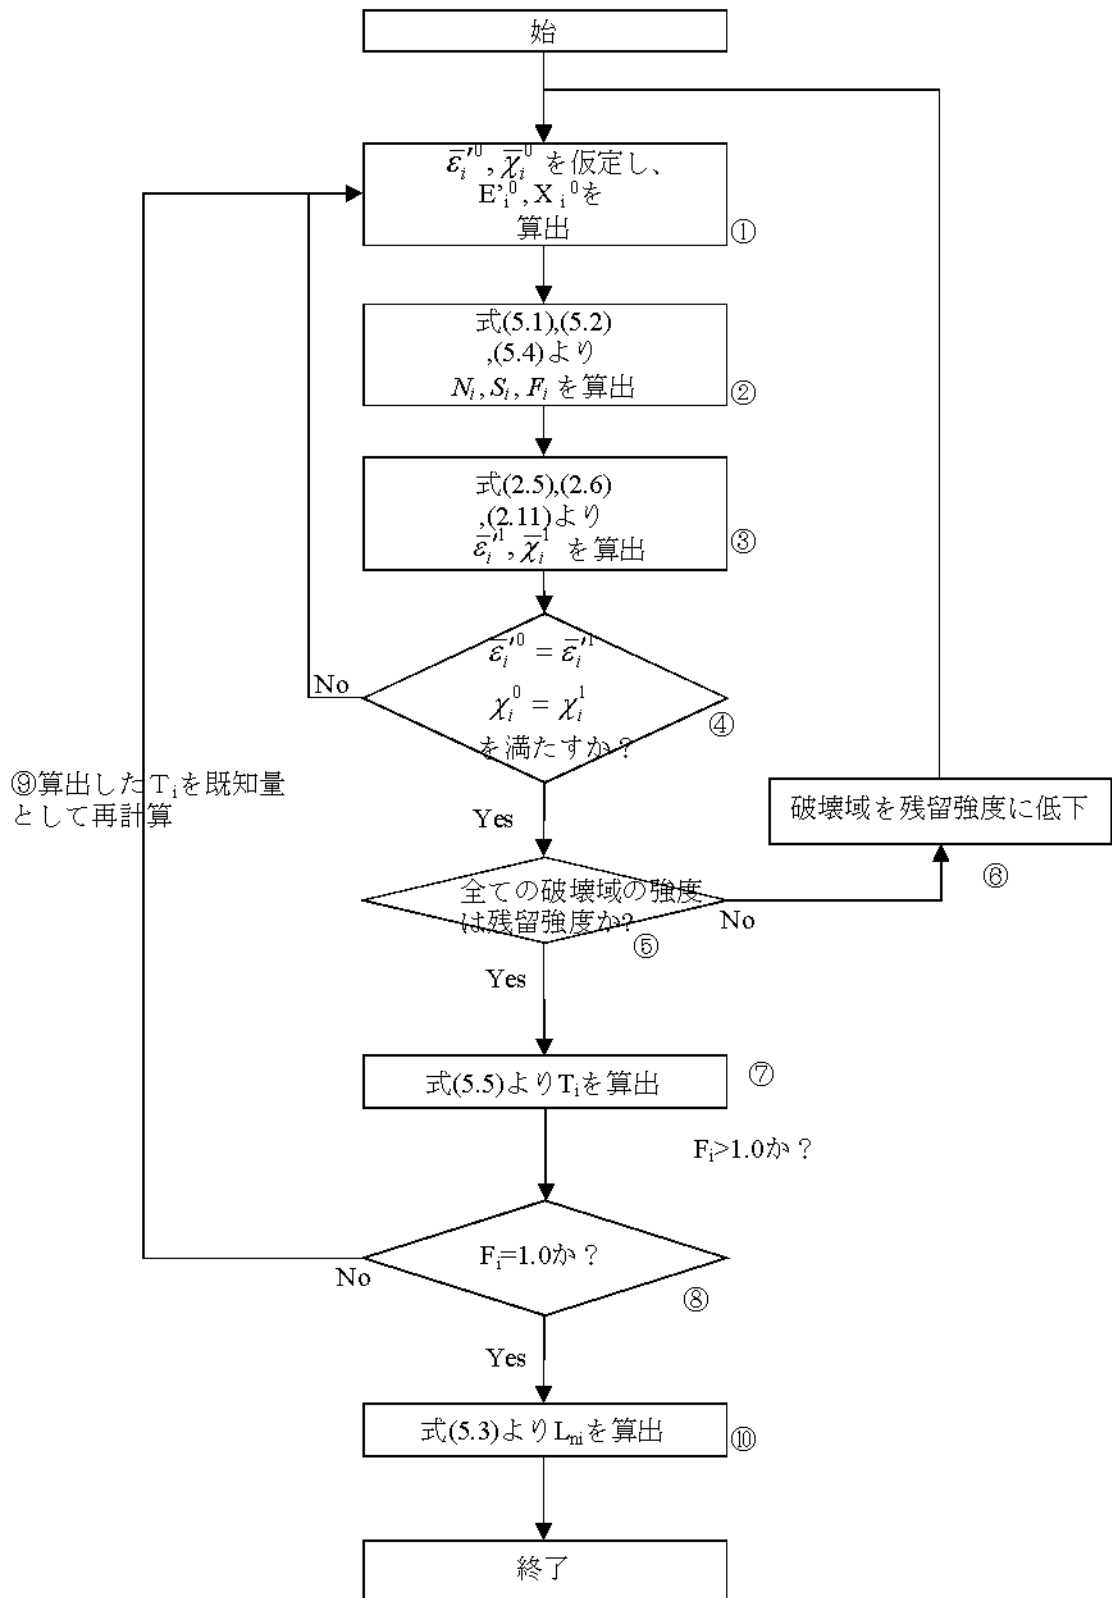 始
ε̅ᵢ′⁰, χ̅ᵢ⁰ を仮定し、
E'ᵢ⁰, Xᵢ⁰を
算出
①
式(5.1),(5.2)
,(5.4)より
Nᵢ, Sᵢ, Fᵢ を算出
②
式(2.5),(2.6)
,(2.11)より
ε̅ᵢ′¹, χ̅ᵢ¹ を算出
③
ε̅ᵢ′⁰ = ε̅ᵢ′¹
χᵢ⁰ = χᵢ¹
を満たすか？
④
No
Yes
⑨算出したTᵢを既知量
として再計算
破壊域を残留強度に低下
⑥
全ての破壊域の強度
は残留強度か?
⑤
No
Yes
式(5.5)よりTᵢを算出
⑦
Fᵢ>1.0か？
Fᵢ=1.0か？
No
⑧
Yes
式(5.3)よりLₙᵢを算出
⑩
終了